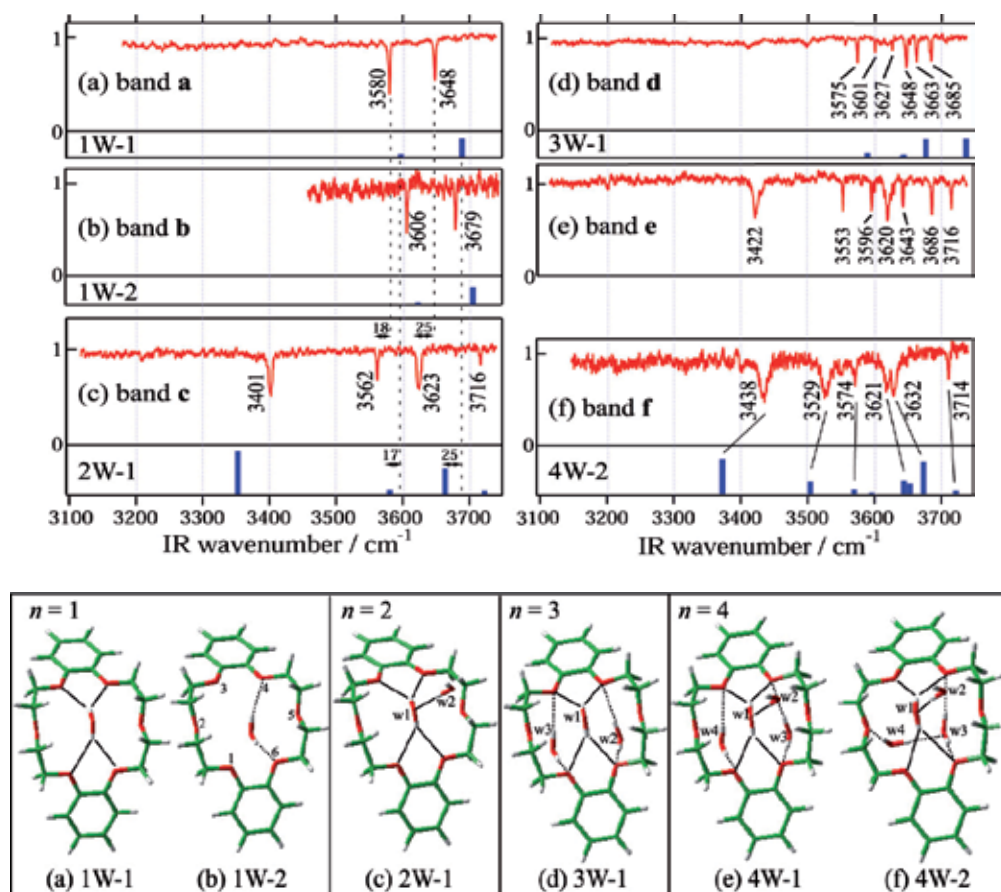 1
(a) band a
3580
3648
0
1W-1
1
(b) band b
3606
3679
0
1W-2
18
25
1
(c) band c
3401
3562
3623
3716
0
17
25
2W-1
3100 3200 3300 3400 3500 3600 3700
IR wavenumber / cm⁻¹
1
(d) band d
3575
3601
3627
3648
3663
3685
0
3W-1
1
(e) band e
3422
3553
3596
3620
3643
3686
3716
0
1
(f) band f
3438
3529
3574
3621
3632
3714
0
4W-2
3100 3200 3300 3400 3500 3600 3700
IR wavenumber / cm⁻¹
n = 1
n = 2
n = 3
n = 4
3 4
2 5
1 6
w1 w2
w3 w2
w1
w1 w2
w4 w3
w1 w2
w4 w3
(a) 1W-1
(b) 1W-2
(c) 2W-1
(d) 3W-1
(e) 4W-1
(f) 4W-2